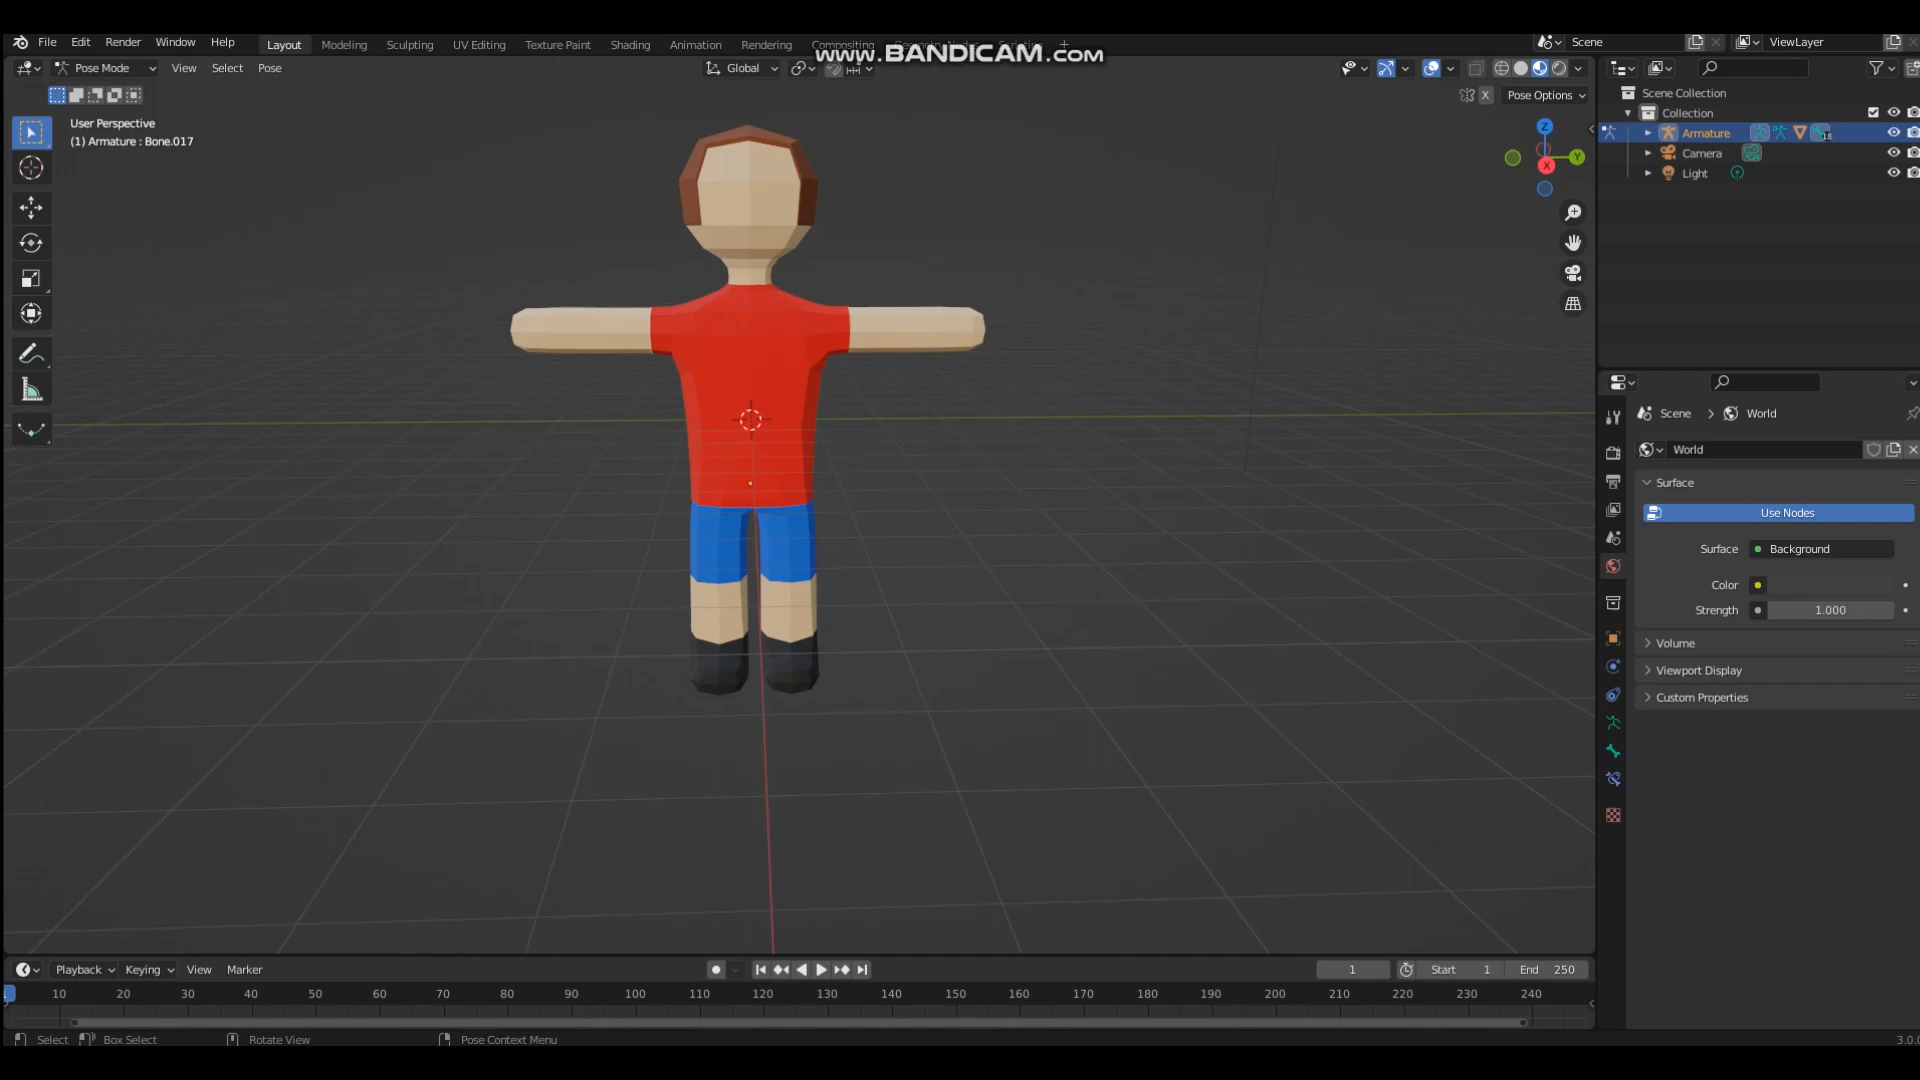 File Edit Render Window Help Layout Modeling Sculpting UV Editing Texture Paint Shading Animation Rendering Compositing
www.BANDICAM.com
Scene ViewLayer
Pose Mode View Select Pose Global
X Pose Options
User Perspective
(1) Armature : Bone.017
Z
Y
X
Scene Collection
Collection
Armature 18
Camera
Light
Scene > World
World
Surface
Use Nodes
Surface Background
Color
Strength 1.000
Volume
Viewport Display
Custom Properties
Playback Keying View Marker 1 Start 1 End 250
10 20 30 40 50 60 70 80 90 100 110 120 130 140 150 160 170 180 190 200 210 220 230 240
Select Box Select Rotate View Pose Context Menu 3.0.0